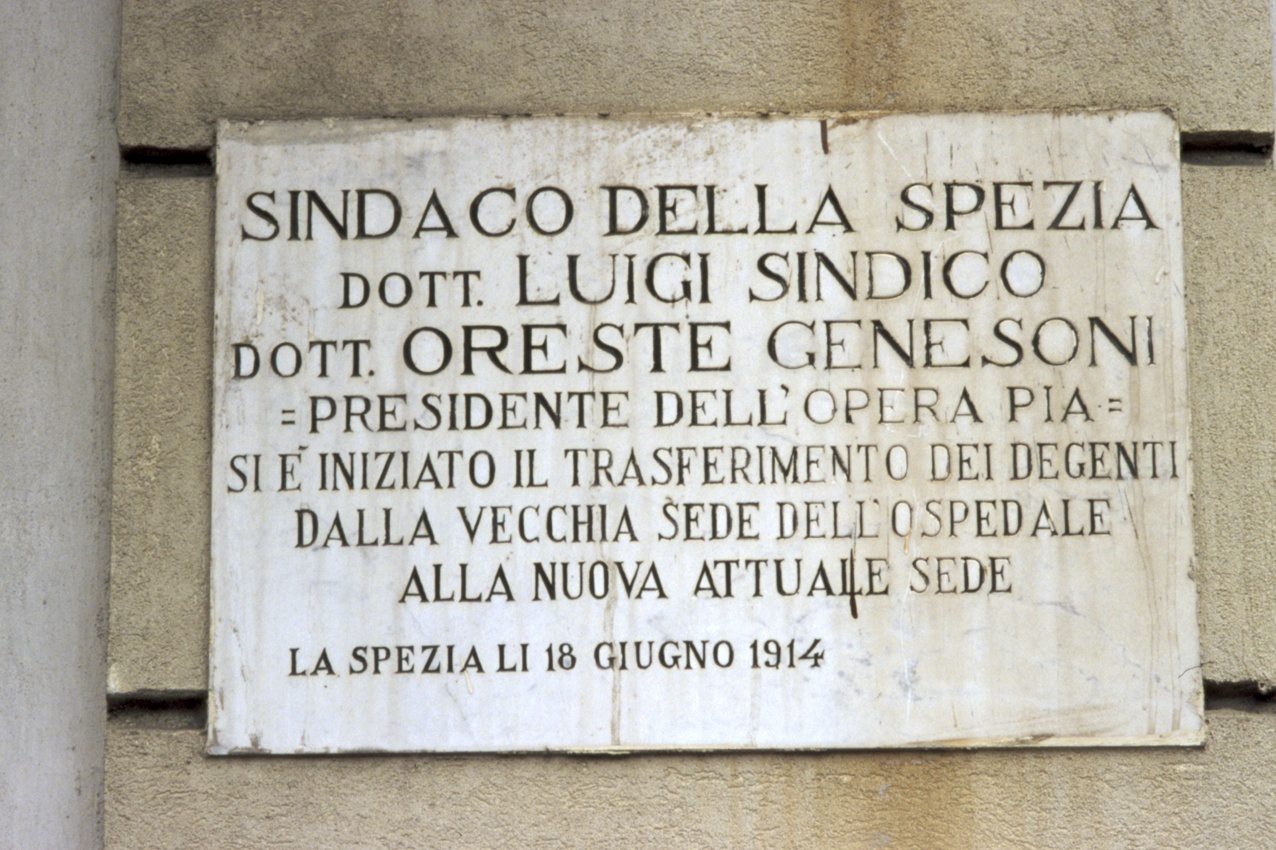 SINDACO DELLA SPEZIA
DOTT. LUIGI SINDICO
DOTT. ORESTE GENESONI
=PRESIDENTE DELL'OPERA PIA=
SI È INIZIATO IL TRASFERIMENTO DEI DEGENTI
DALLA VECCHIA SEDE DELL'OSPEDALE
ALLA NUOVA ATTUALE SEDE
LA SPEZIA LI 18 GIUGNO 1914